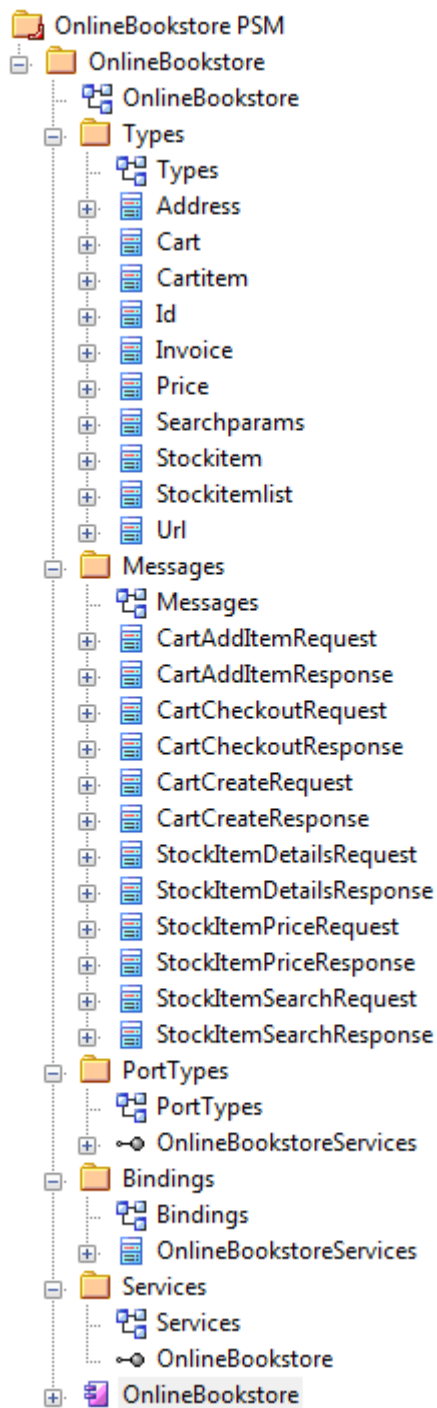 OnlineBookstore PSM
OnlineBookstore
OnlineBookstore
Types
Types
Address
Cart
Cartitem
Id
Invoice
Price
Searchparams
Stockitem
Stockitemlist
Url
Messages
Messages
CartAddItemRequest
CartAddItemResponse
CartCheckoutRequest
CartCheckoutResponse
CartCreateRequest
CartCreateResponse
StockItemDetailsRequest
StockItemDetailsResponse
StockItemPriceRequest
StockItemPriceResponse
StockItemSearchRequest
StockItemSearchResponse
PortTypes
PortTypes
OnlineBookstoreServices
Bindings
Bindings
OnlineBookstoreServices
Services
Services
OnlineBookstore
OnlineBookstore